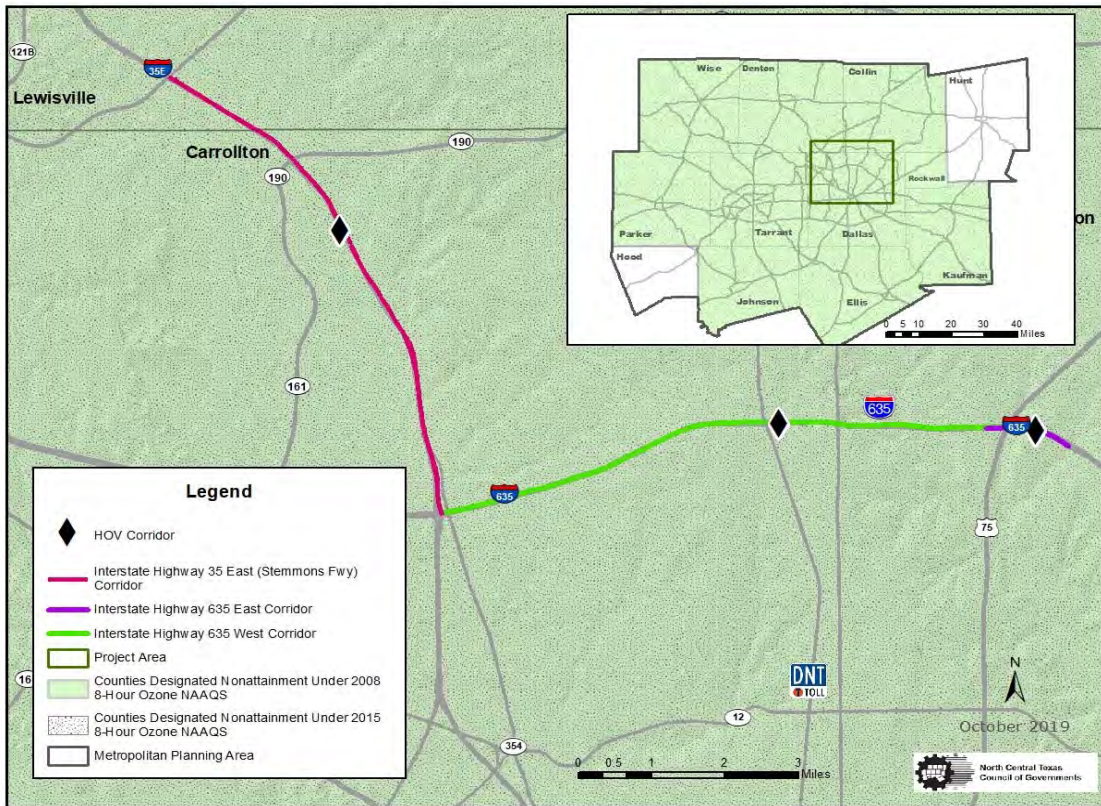 121B
35E
Lewisville
Carrollton
190
190
161
635
635
635
75
DNT
TOLL
12
354
16
on
Wise
Denton
Collin
Hunt
Rockwall
Parker
Tarrant
Dallas
Hood
Kaufman
Johnson
Ellis
0 5 10 20 30 40
Miles
Legend
HOV Corridor
Interstate Highway 35 East (Stemmons Fwy)
Corridor
Interstate Highway 635 East Corridor
Interstate Highway 635 West Corridor
Project Area
Counties Designated Nonattainment Under 2008
8-Hour Ozone NAAQS
Counties Designated Nonattainment Under 2015
8-Hour Ozone NAAQS
Metropolitan Planning Area
0 0.5 1 2 3
Miles
N
October 2019
North Central Texas
Council of Governments